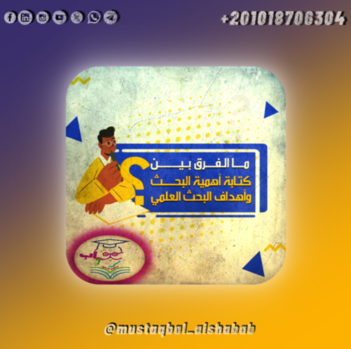 +201018706304
ما الفرق بين
كتابة أهمية البحث
وأهداف البحث العلمي
؟
@mustaqbal_alshabab